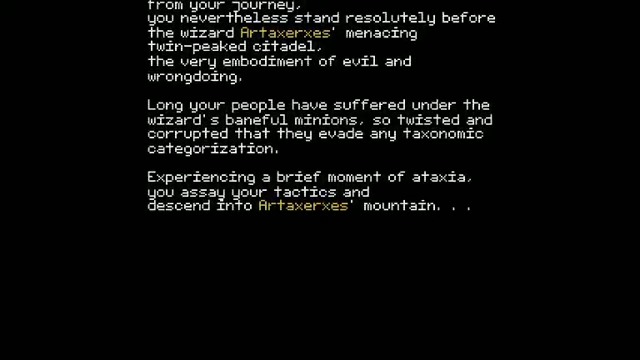 from your journey,
you nevertheless stand resolutely before
the wizard Artaxerxes' menacing
twin-peaked citadel,
the very embodiment of evil and
wrongdoing.
Long your people have suffered under the
wizard's baneful minions, so twisted and
corrupted that they evade any taxonomic
categorization.
Experiencing a brief moment of ataxia,
you assay your tactics and
descend into Artaxerxes' mountain. . .